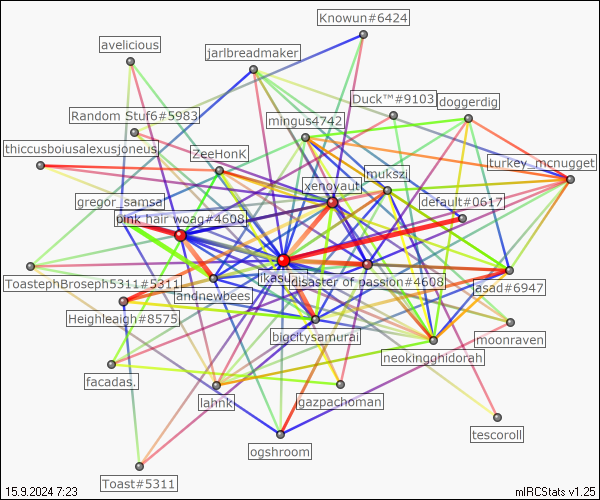 Knowun#6424
avelicious
jarlbreadmaker
Duck™#9103
doggerdig
Random Stuf6#5983
mingus4742
thiccusboiusalexusjoneus
ZeeHonK
turkey_mcnugget
mukszi
xenovaut
gregor_samsa
default#0617
pink hair woag#4608
ToastephBroseph5311#5311
disaster of passion#4608
asad#6947
andnewbees
Heighleaigh#8575
bigcitysamurai
moonraven
neokingghidorah
facadas.
lahnk
gazpachoman
tescoroll
ogshroom
Toast#5311
15.9.2024 7:23
mIRCStats v1.25